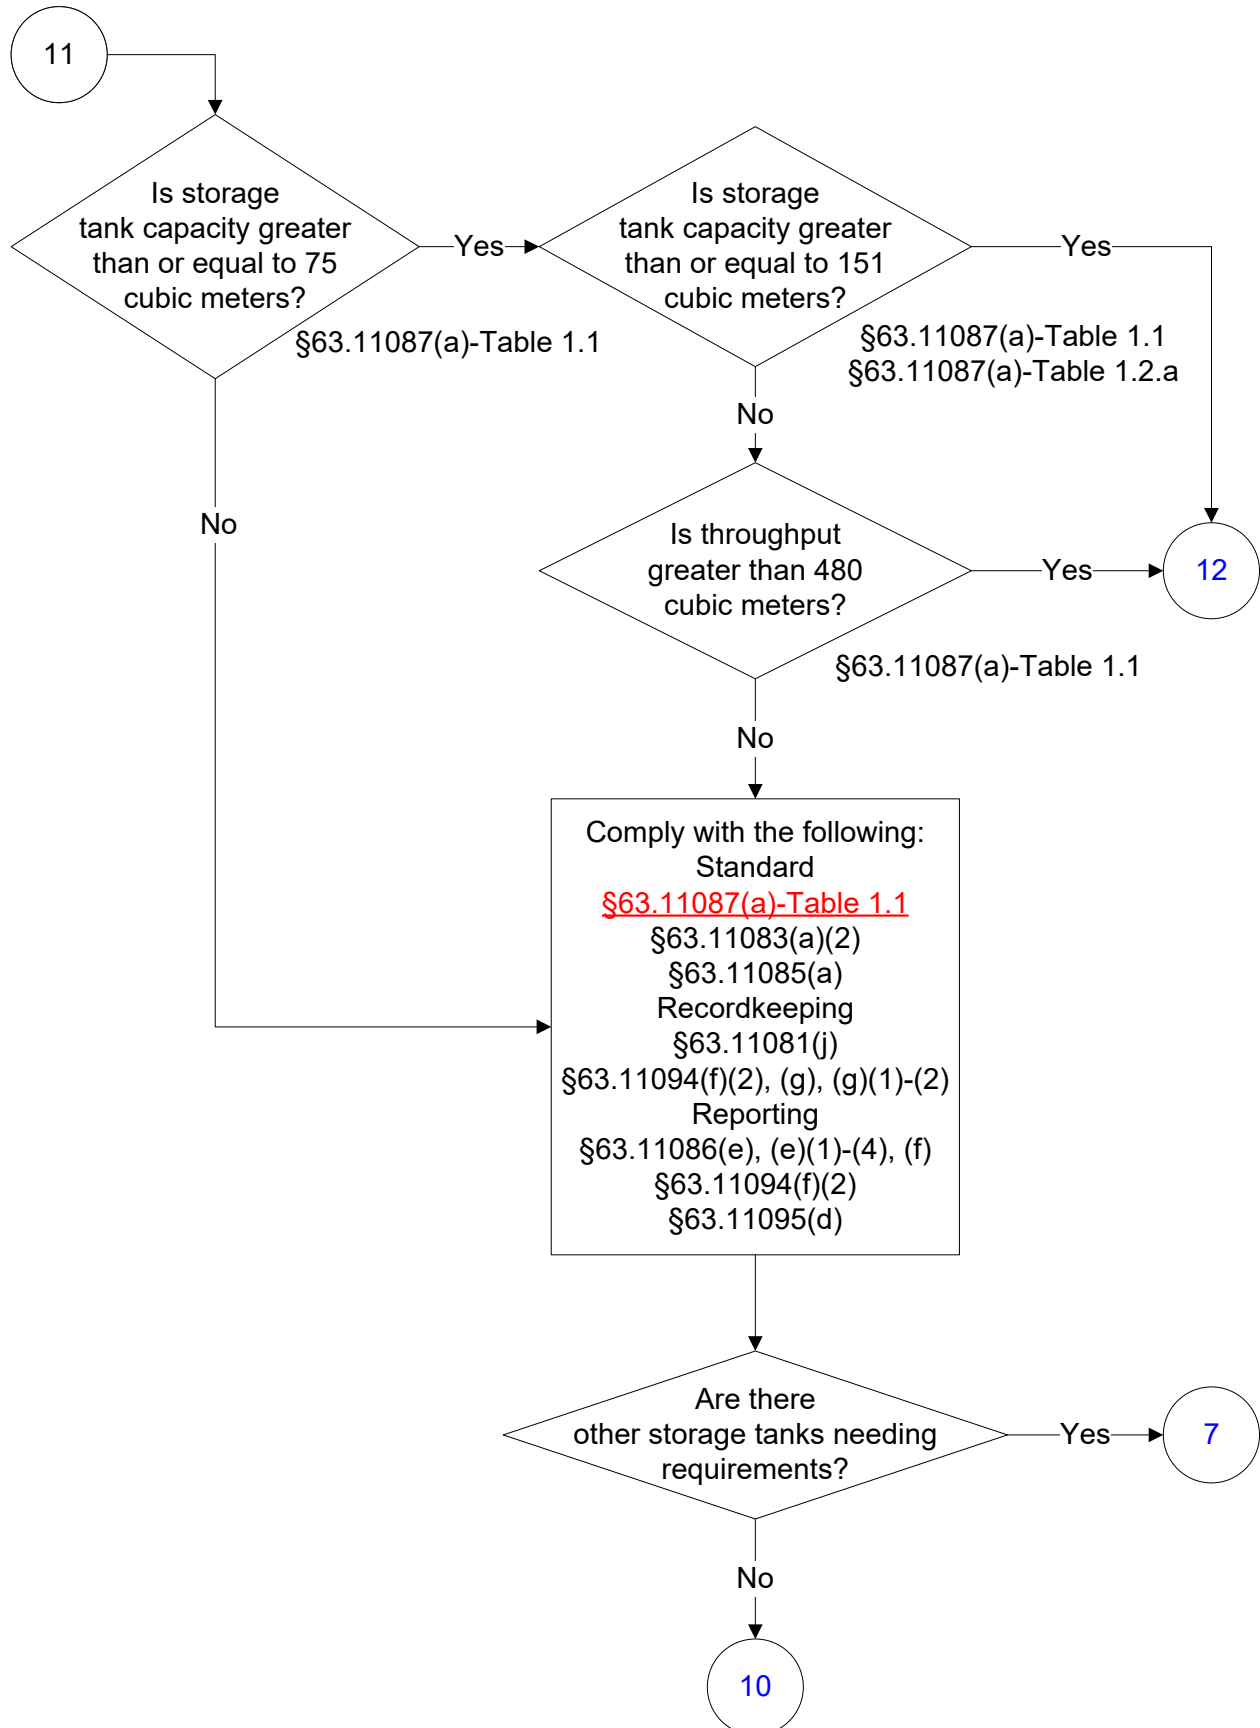 11
Is storage
tank capacity greater
than or equal to 75
cubic meters?
Yes
§63.11087(a)-Table 1.1
Is storage
tank capacity greater
than or equal to 151
cubic meters?
Yes
§63.11087(a)-Table 1.1
§63.11087(a)-Table 1.2.a
No
No
Is throughput
greater than 480
cubic meters?
Yes
12
§63.11087(a)-Table 1.1
No
Comply with the following:
Standard
§63.11087(a)-Table 1.1
§63.11083(a)(2)
§63.11085(a)
Recordkeeping
§63.11081(j)
§63.11094(f)(2), (g), (g)(1)-(2)
Reporting
§63.11086(e), (e)(1)-(4), (f)
§63.11094(f)(2)
§63.11095(d)
Are there
other storage tanks needing
requirements?
Yes
7
No
10